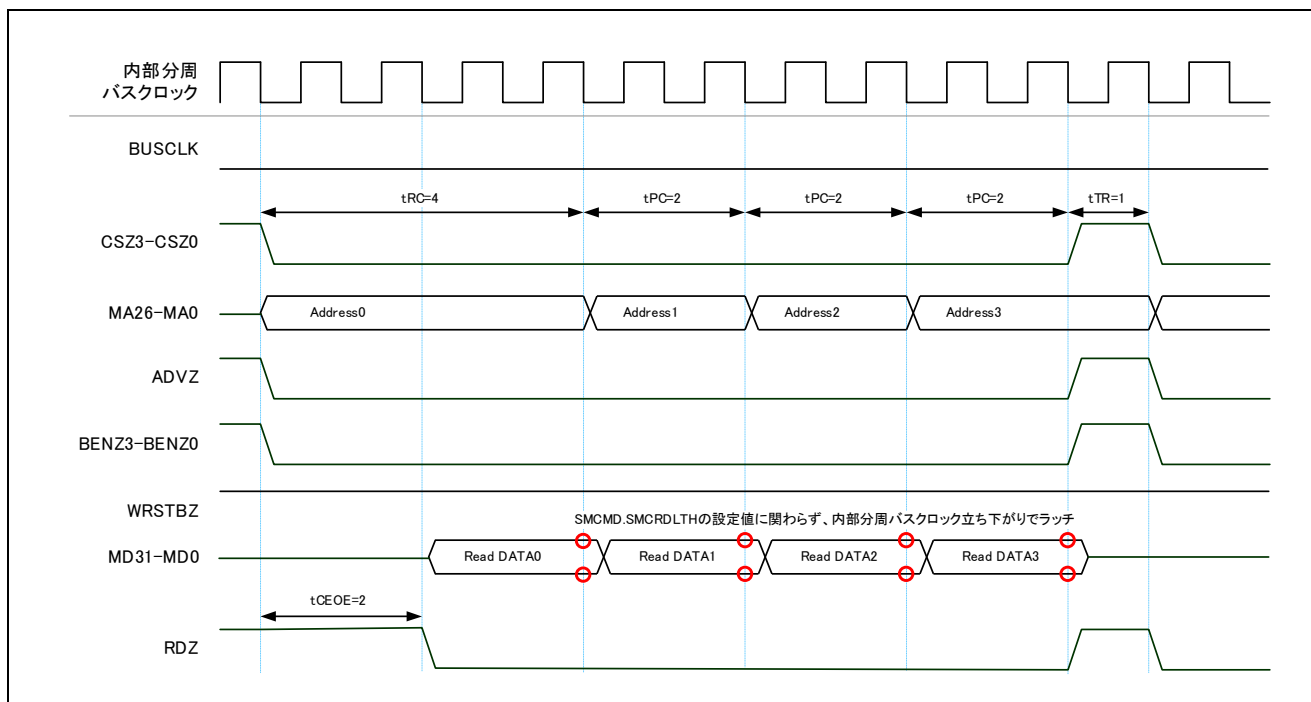 内部分周
バスクロック
BUSCLK
tRC=4 tPC=2 tPC=2 tPC=2 tTR=1
CSZ3-CSZ0
MA26-MA0 Address0 Address1 Address2 Address3
ADVZ
BENZ3-BENZ0
WRSTBZ
SMCMD.SMCRDLTHの設定値に関わらず、内部分周バスクロック立ち下がりでラッチ
MD31-MD0 Read DATA0 Read DATA1 Read DATA2 Read DATA3
tCEOE=2
RDZ